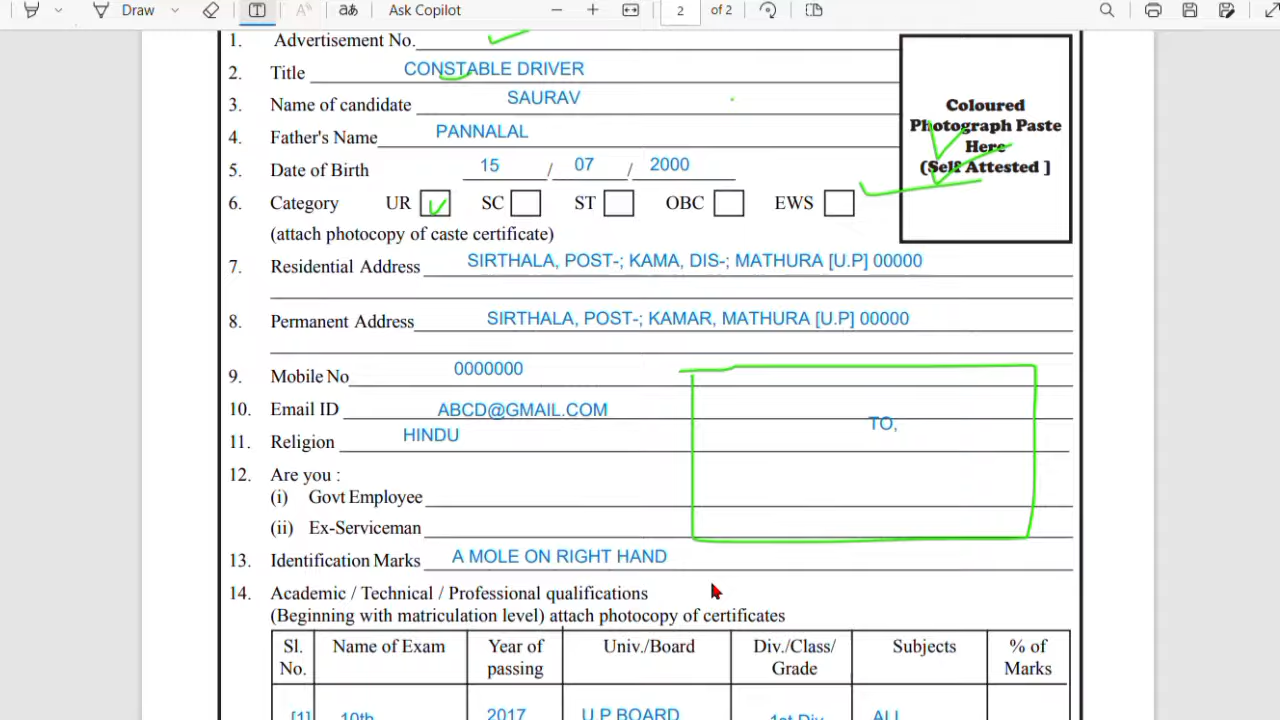 Draw
Ask Copilot
2 of 2
1. Advertisement No.
2. Title CONSTABLE DRIVER
3. Name of candidate SAURAV
4. Father's Name PANNALAL
5. Date of Birth 15 / 07 / 2000
6. Category UR SC ST OBC EWS
(attach photocopy of caste certificate)
Coloured
Photograph Paste
Here
(Self Attested ]
7. Residential Address SIRTHALA, POST-; KAMA, DIS-; MATHURA [U.P] 00000
8. Permanent Address SIRTHALA, POST-; KAMAR, MATHURA [U.P] 00000
9. Mobile No 0000000
10. Email ID ABCD@GMAIL.COM
TO,
11. Religion HINDU
12. Are you :
(i) Govt Employee
(ii) Ex-Serviceman
13. Identification Marks A MOLE ON RIGHT HAND
14. Academic / Technical / Professional qualifications
(Beginning with matriculation level) attach photocopy of certificates
Sl. No. Name of Exam Year of passing Univ./Board Div./Class/ Grade Subjects % of Marks
[1] 10th 2017 U.P BOARD 1st Div ALL